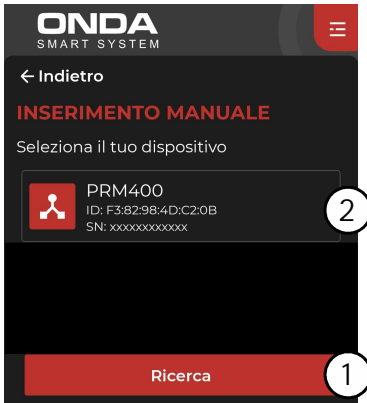 ONDA
SMART SYSTEM
← Indietro
INSERIMENTO MANUALE
Seleziona il tuo dispositivo
PRM400
ID: F3:82:98:4D:C2:0B
SN: xxxxxxxxxxxx
2
Ricerca
1